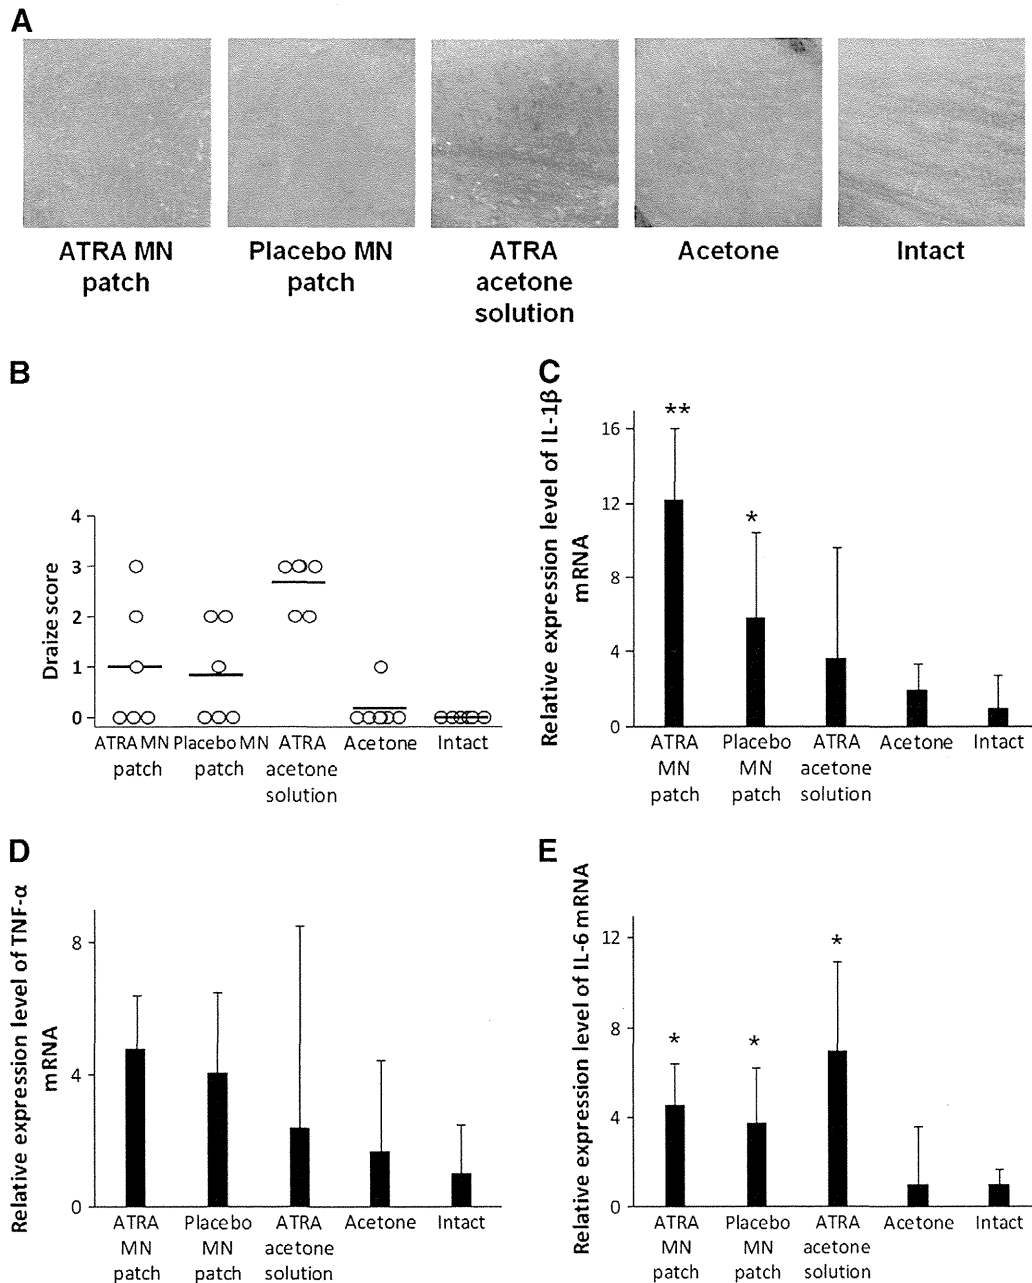 A
ATRA MN
patch
Placebo MN
patch
ATRA
acetone
solution
Acetone
Intact
B
Draize score
4
3
2
1
0
ATRA MN
patch
Placebo MN
patch
ATRA
acetone
solution
Acetone
Intact
C
Relative expression level of IL-1β
mRNA
16
12
8
4
0
**
*
ATRA
MN
patch
Placebo
MN
patch
ATRA
acetone
solution
Acetone
Intact
D
Relative expression level of TNF-α
mRNA
8
4
0
ATRA
MN
patch
Placebo
MN
patch
ATRA
acetone
solution
Acetone
Intact
E
Relative expression level of IL-6 mRNA
12
8
4
0
*
*
*
ATRA
MN
patch
Placebo
MN
patch
ATRA
acetone
solution
Acetone
Intact